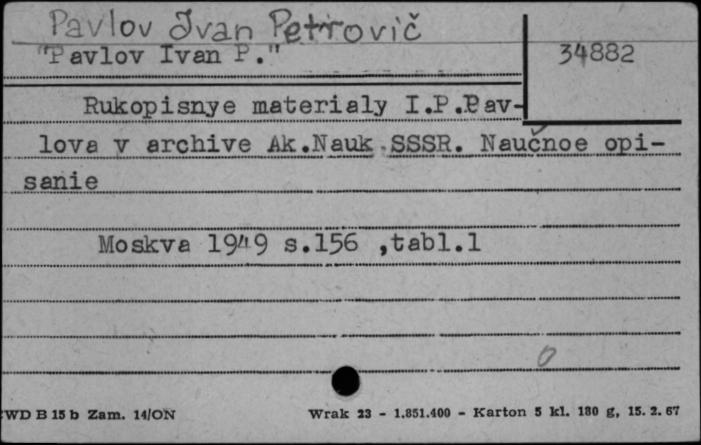 Pavlov Ivan Petrovič
"Pavlov Ivan P."
34882
Rukopisnye materialy I.P.Pav-
lova v archive Ak.Nauk SSSR. Naučnoe opi-
sanie
Moskva 1949 s.156 ,tabl.1
0
WD B 15 b Zam. 14/ON
Wrak 23 - 1.851.400 - Karton 5 kl. 180 g, 15. 2. 67